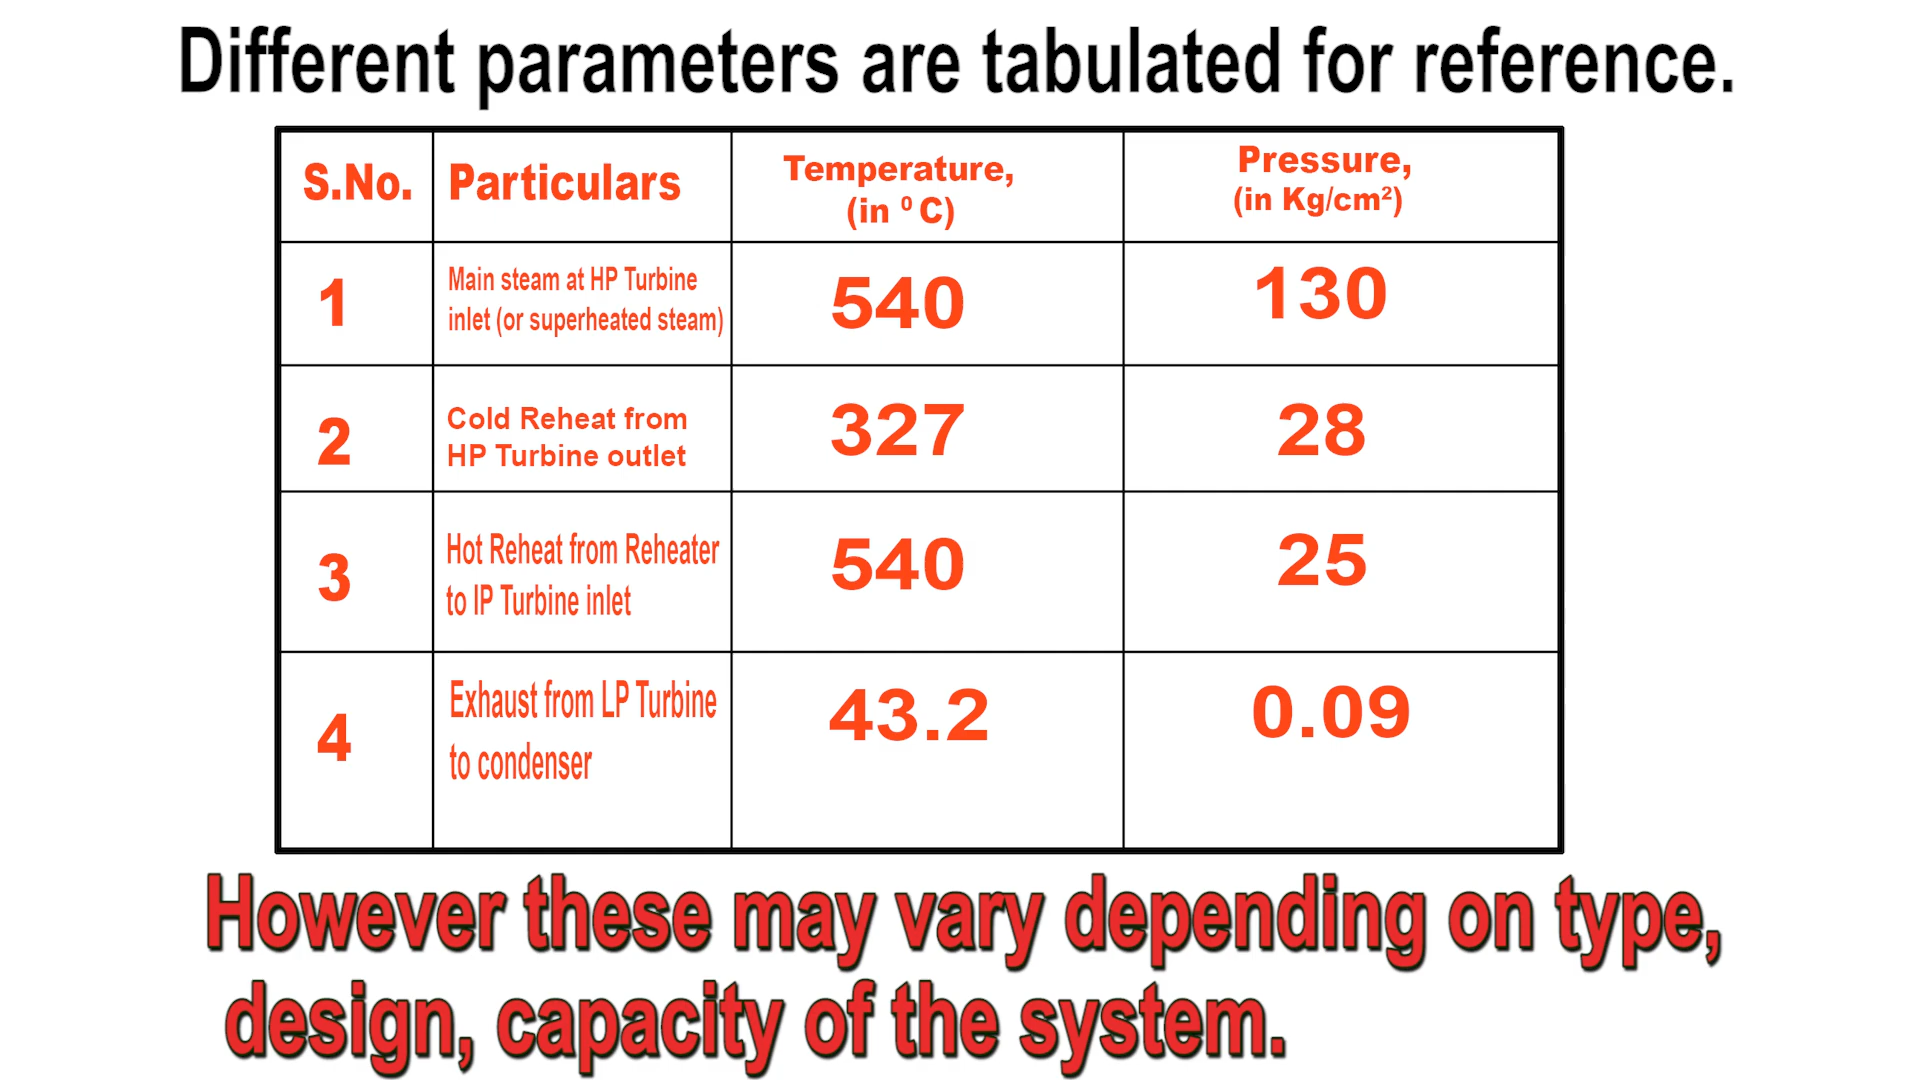 Different parameters are tabulated for reference.
S.No.
Particulars
Temperature,
(in ⁰ C)
Pressure,
(in Kg/cm²)
1
Main steam at HP Turbine
inlet (or superheated steam)
540
130
2
Cold Reheat from
HP Turbine outlet
327
28
3
Hot Reheat from Reheater
to IP Turbine inlet
540
25
4
Exhaust from LP Turbine
to condenser
43.2
0.09
However these may vary depending on type,
design, capacity of the system.